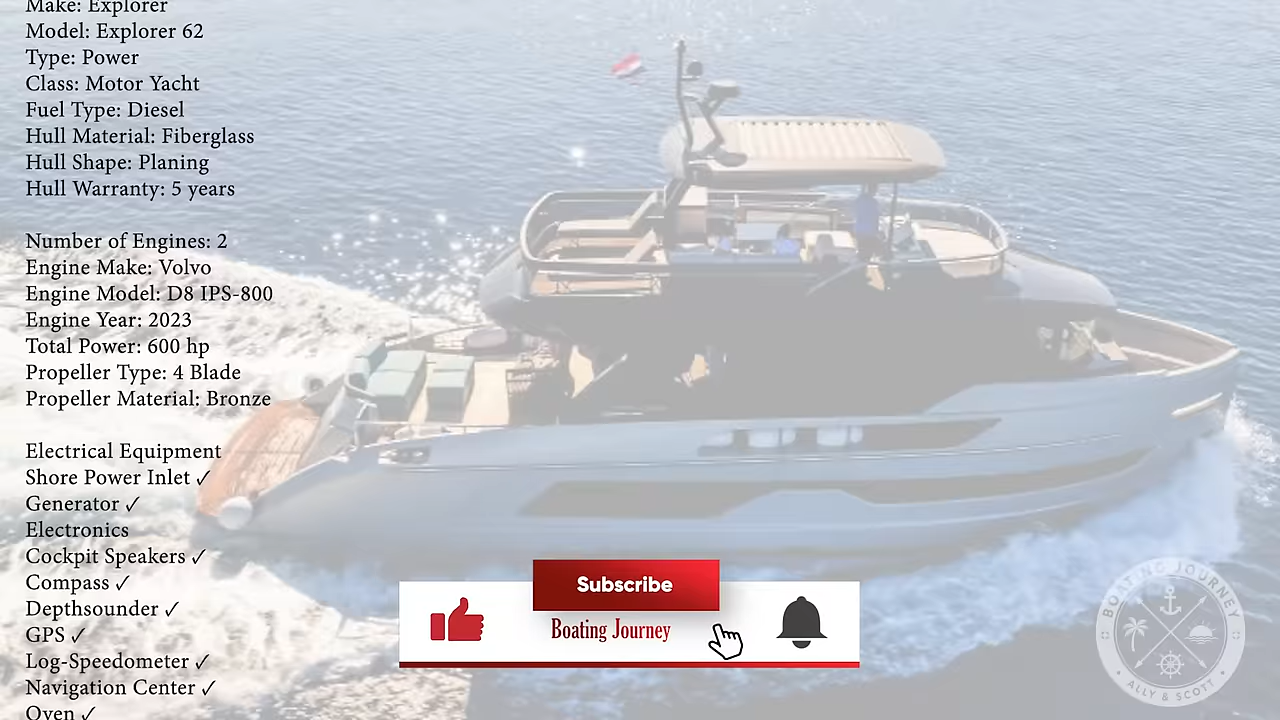 Make: Explorer
Model: Explorer 62
Type: Power
Class: Motor Yacht
Fuel Type: Diesel
Hull Material: Fiberglass
Hull Shape: Planing
Hull Warranty: 5 years
Number of Engines: 2
Engine Make: Volvo
Engine Model: D8 IPS-800
Engine Year: 2023
Total Power: 600 hp
Propeller Type: 4 Blade
Propeller Material: Bronze
Electrical Equipment
Shore Power Inlet ✓
Generator ✓
Electronics
Cockpit Speakers ✓
Compass ✓
Depthsounder ✓
GPS ✓
Log-Speedometer ✓
Navigation Center ✓
Oven ✓
Subscribe
Boating Journey
BOATING JOURNEY
• ALLY & SCOTT •